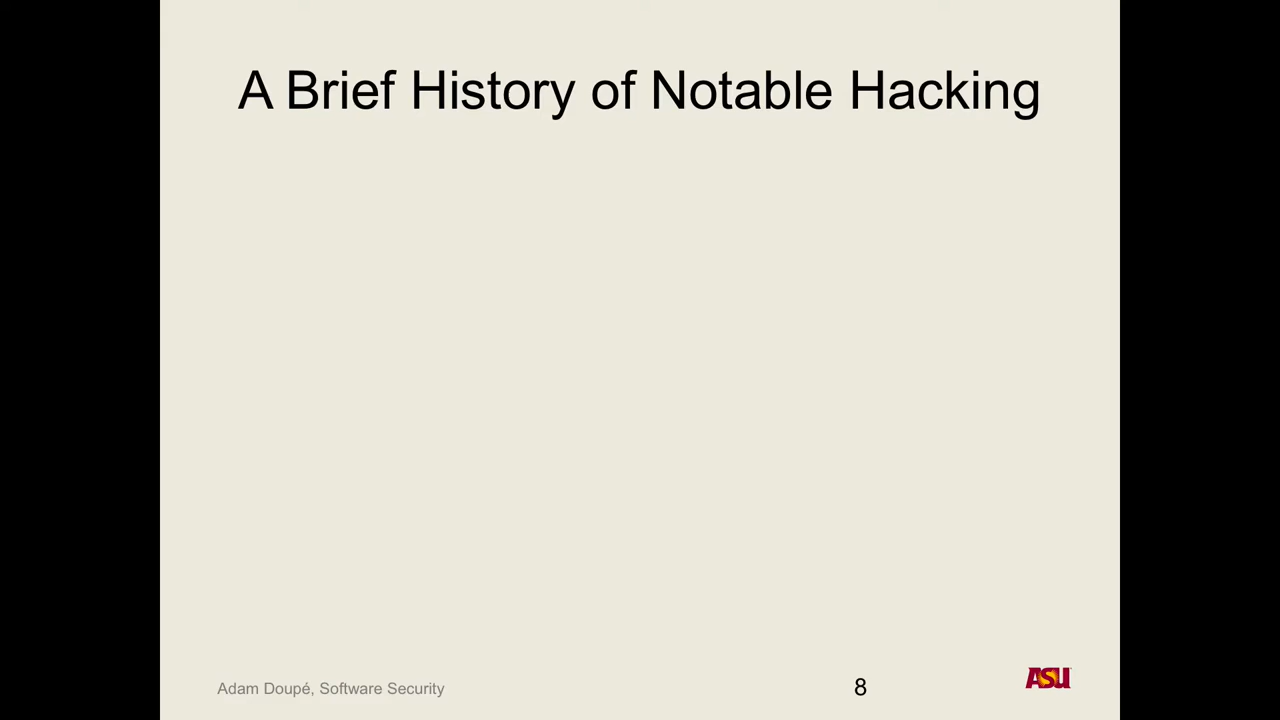 A Brief History of Notable Hacking
Adam Doupé, Software Security
8
ASU